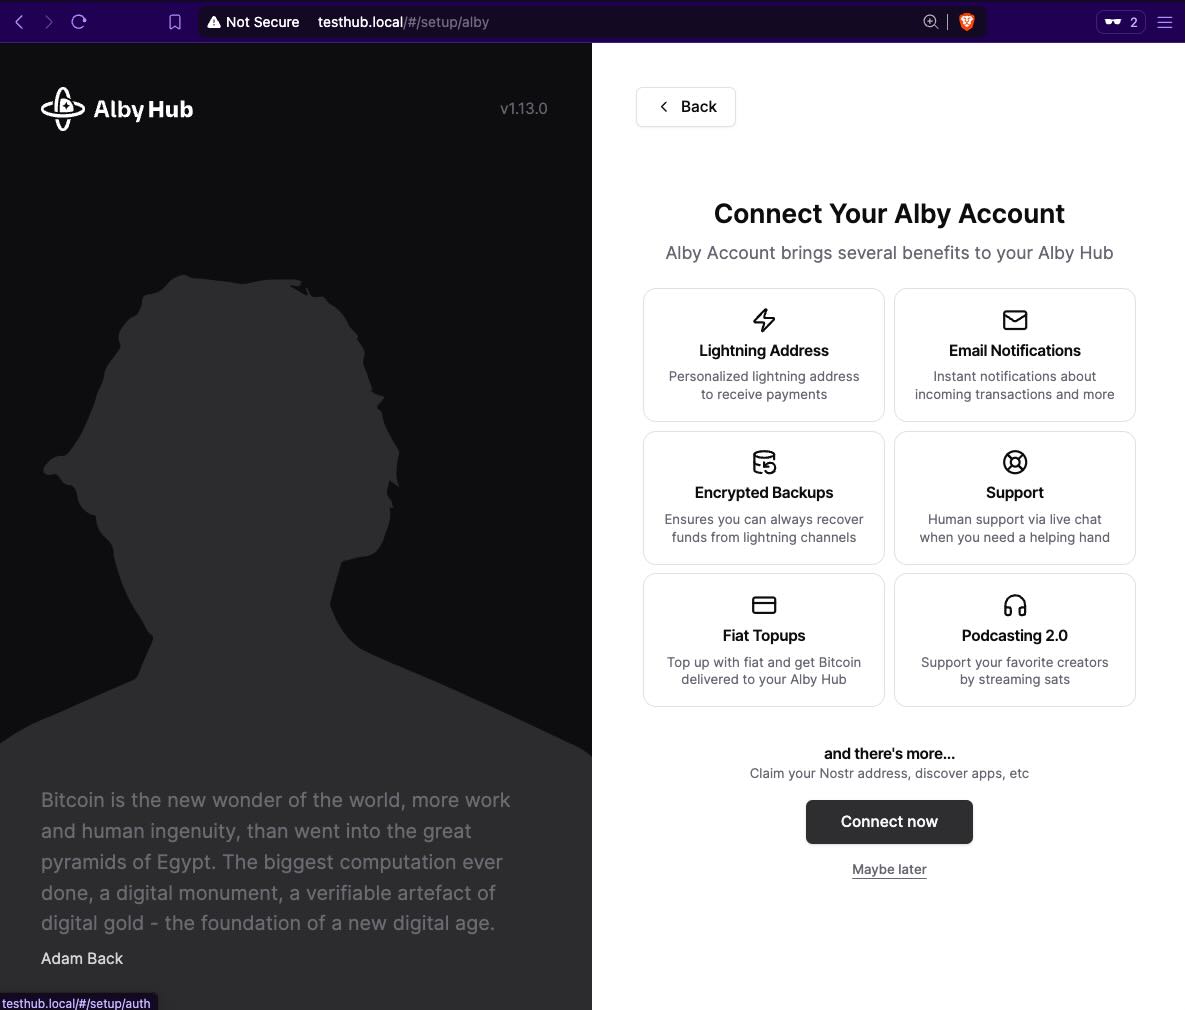 Not Secure testhub.local/#/setup/alby
2
Alby Hub
v1.13.0
Back
Connect Your Alby Account
Alby Account brings several benefits to your Alby Hub
Lightning Address
Personalized lightning address
to receive payments
Email Notifications
Instant notifications about
incoming transactions and more
Encrypted Backups
Ensures you can always recover
funds from lightning channels
Support
Human support via live chat
when you need a helping hand
Fiat Topups
Top up with fiat and get Bitcoin
delivered to your Alby Hub
Podcasting 2.0
Support your favorite creators
by streaming sats
and there's more...
Claim your Nostr address, discover apps, etc
Connect now
Maybe later
Bitcoin is the new wonder of the world, more work
and human ingenuity, than went into the great
pyramids of Egypt. The biggest computation ever
done, a digital monument, a verifiable artefact of
digital gold - the foundation of a new digital age.
Adam Back
testhub.local/#/setup/auth